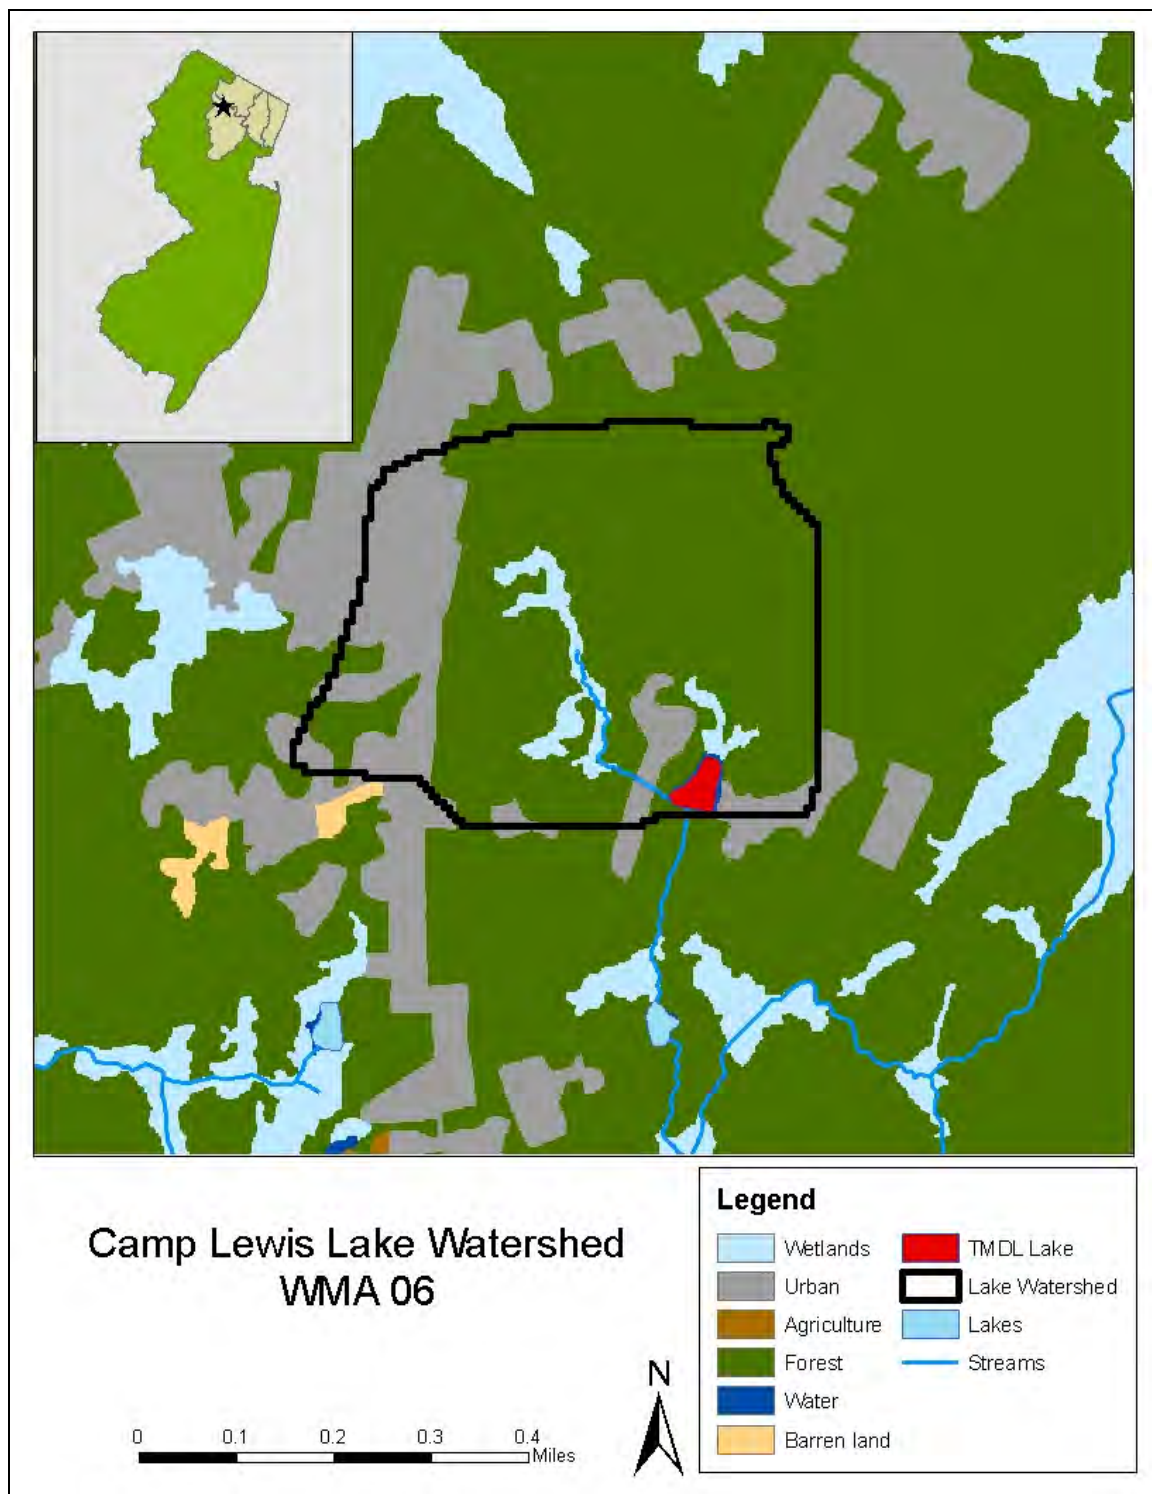 Camp Lewis Lake Watershed
WMA 06
0 0.1 0.2 0.3 0.4
Miles
N
Legend
Wetlands
Urban
Agriculture
Forest
Water
Barren land
TMDL Lake
Lake Watershed
Lakes
Streams